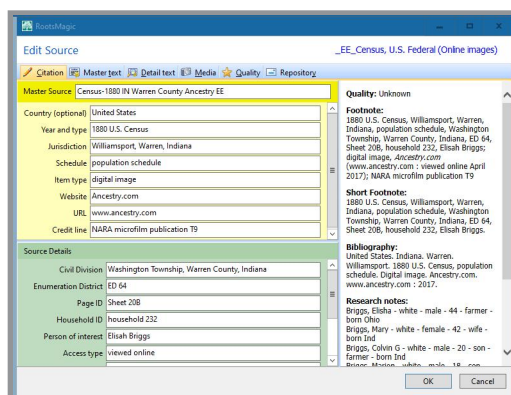 RootsMagic
Edit Source
_EE_Census, U.S. Federal (Online images)
Citation Master text Detail text Media Quality Repository
Master Source Census-1880 IN Warren County Ancestry EE
Country (optional) United States
Year and type 1880 U.S. Census
Jurisdiction Williamsport, Warren, Indiana
Schedule population schedule
Item type digital image
Website Ancestry.com
URL www.ancestry.com
Credit line NARA microfilm publication T9
Source Details
Civil Division Washington Township, Warren County, Indiana
Enumeration District ED 64
Page ID Sheet 20B
Household ID household 232
Person of interest Elisah Briggs
Access type viewed online
Quality: Unknown
Footnote:
1880 U.S. Census, Williamsport, Warren,
Indiana, population schedule, Washington
Township, Warren County, Indiana, ED 64,
Sheet 20B, household 232, Elisah Briggs;
digital image, Ancestry.com
(www.ancestry.com : viewed online April
2017); NARA microfilm publication T9
Short Footnote:
1880 U.S. Census, Williamsport, Warren,
Indiana, population schedule, Washington
Township, Warren County, Indiana, ED 64,
Sheet 20B, household 232, Elisah Briggs.
Bibliography:
United States. Indiana. Warren.
Williamsport. 1880 U.S. Census, population
schedule. Digital image. Ancestry.com.
www.ancestry.com : 2017.
Research notes:
Briggs, Elisha - white - male - 44 - farmer -
born Ohio
Briggs, Mary - white - female - 42 - wife -
born Ind
Briggs, Colvin G - white - male - 20 - son -
farmer - born Ind
Briggs, Marion - white - male - 18 - son -
OK Cancel